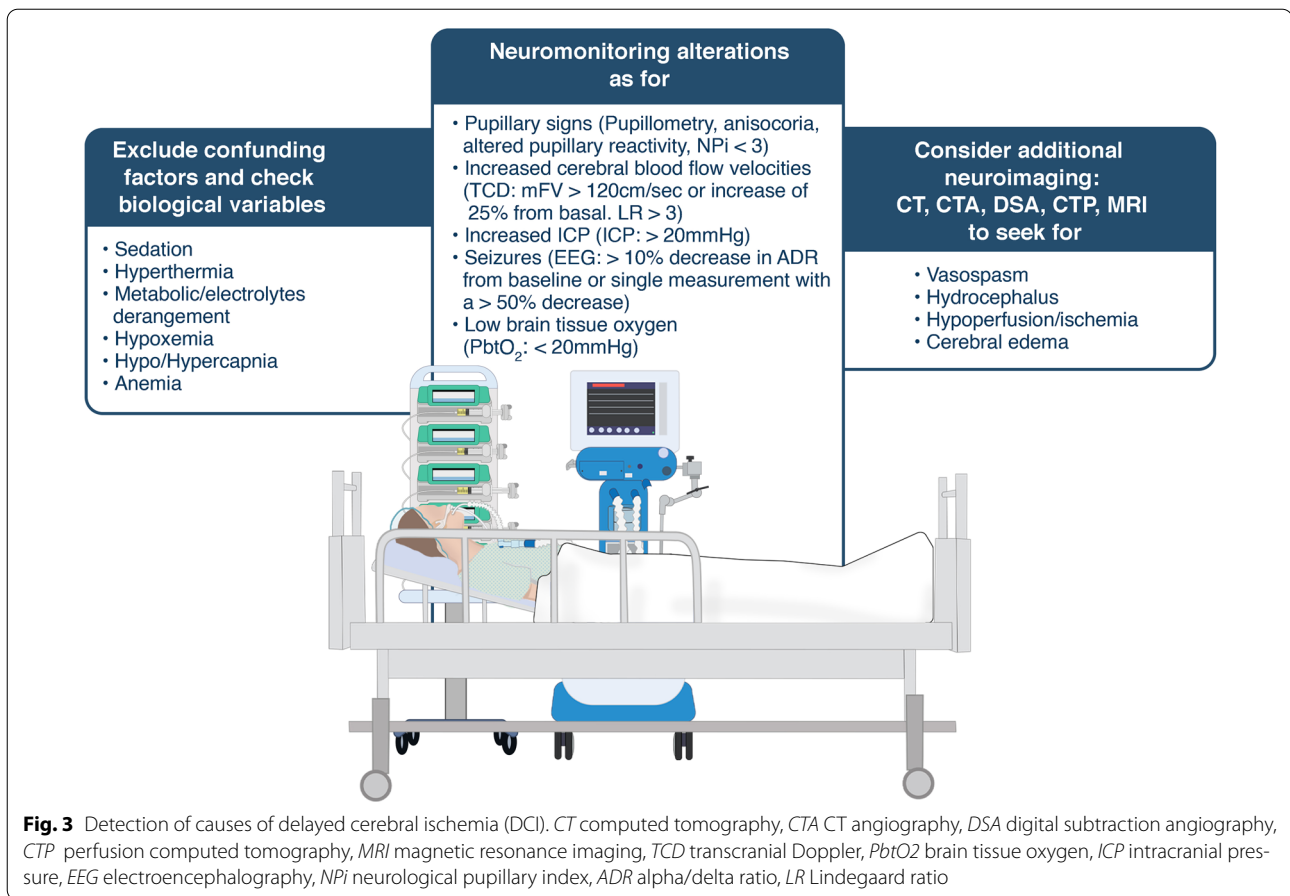 Exclude confunding
factors and check
biological variables
• Sedation
• Hyperthermia
• Metabolic/electrolytes
derangement
• Hypoxemia
• Hypo/Hypercapnia
• Anemia
Neuromonitoring alterations
as for
• Pupillary signs (Pupillometry, anisocoria,
altered pupillary reactivity, NPi < 3)
• Increased cerebral blood flow velocities
(TCD: mFV > 120cm/sec or increase of
25% from basal. LR > 3)
• Increased ICP (ICP: > 20mmHg)
• Seizures (EEG: > 10% decrease in ADR
from baseline or single measurement with
a > 50% decrease)
• Low brain tissue oxygen
(PbtO₂: < 20mmHg)
Consider additional
neuroimaging:
CT, CTA, DSA, CTP, MRI
to seek for
• Vasospasm
• Hydrocephalus
• Hypoperfusion/ischemia
• Cerebral edema
Fig. 3 Detection of causes of delayed cerebral ischemia (DCI). CT computed tomography, CTA CT angiography, DSA digital subtraction angiography,
CTP perfusion computed tomography, MRI magnetic resonance imaging, TCD transcranial Doppler, PbtO2 brain tissue oxygen, ICP intracranial pres-
sure, EEG electroencephalography, NPi neurological pupillary index, ADR alpha/delta ratio, LR Lindegaard ratio